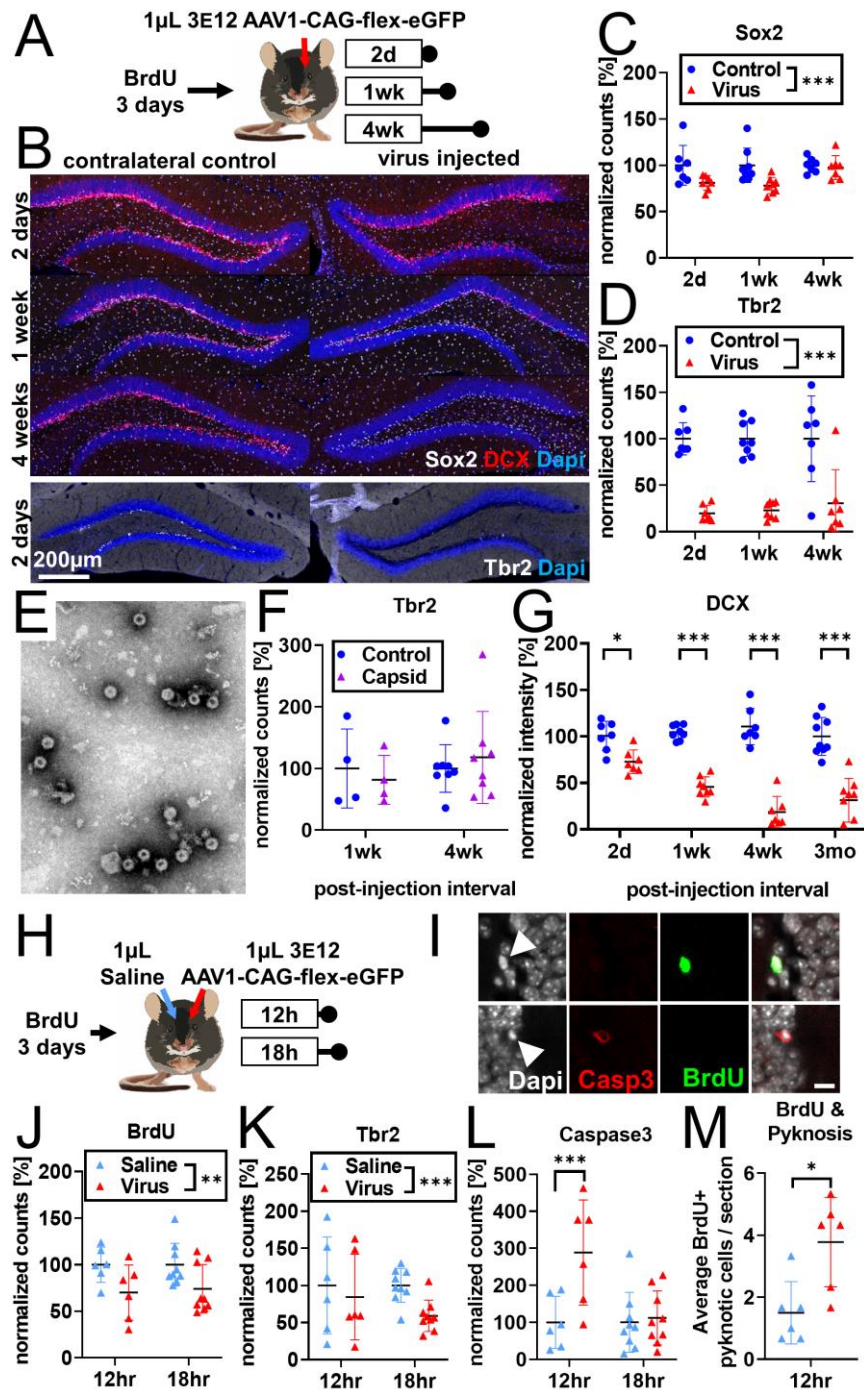 A
1µL 3E12 AAV1-CAG-flex-eGFP
BrdU
3 days
2d
1wk
4wk
B
contralateral control
virus injected
2 days
1 week
4 weeks
Sox2 DCX Dapi
2 days
200µm
Tbr2 Dapi
C
Sox2
normalized counts [%]
Control
Virus
***
200
150
100
50
0
2d 1wk 4wk
D
Tbr2
normalized counts [%]
Control
Virus
***
200
150
100
50
0
2d 1wk 4wk
E
F
Tbr2
normalized counts [%]
Control
Capsid
300
200
100
0
1wk 4wk
post-injection interval
G
DCX
normalized intensity [%]
* *** *** ***
200
150
100
50
0
2d 1wk 4wk 3mo
post-injection interval
H
1µL
Saline
1µL 3E12
AAV1-CAG-flex-eGFP
BrdU
3 days
12h
18h
I
Dapi Casp3 BrdU
J
BrdU
normalized counts [%]
Saline
Virus
**
200
150
100
50
0
12hr 18hr
K
Tbr2
normalized counts [%]
Saline
Virus
***
250
200
150
100
50
0
12hr 18hr
L
Caspase3
normalized counts [%]
***
500
400
300
200
100
0
12hr 18hr
M
BrdU &
Pyknosis
Average BrdU+
pyknotic cells / section
*
6
4
2
0
12hr